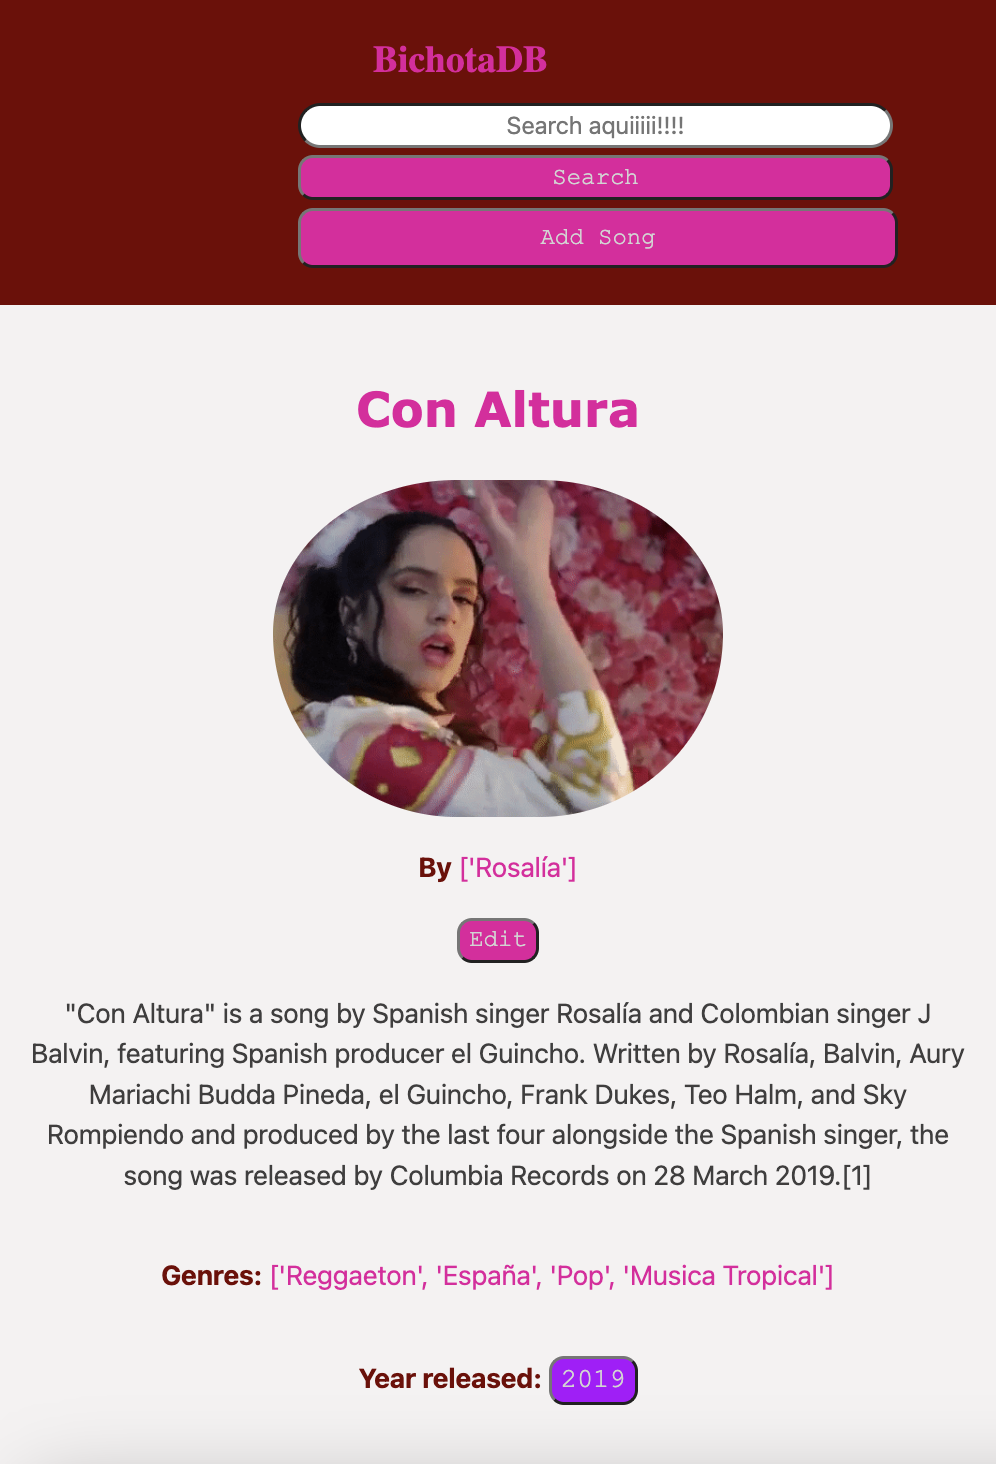 BichotaDB
Search aquiiiii!!!!
Search
Add Song
Con Altura
By ['Rosalía']
Edit
"Con Altura" is a song by Spanish singer Rosalía and Colombian singer J
Balvin, featuring Spanish producer el Guincho. Written by Rosalía, Balvin, Aury
Mariachi Budda Pineda, el Guincho, Frank Dukes, Teo Halm, and Sky
Rompiendo and produced by the last four alongside the Spanish singer, the
song was released by Columbia Records on 28 March 2019.[1]
Genres: ['Reggaeton', 'España', 'Pop', 'Musica Tropical']
Year released: 2019